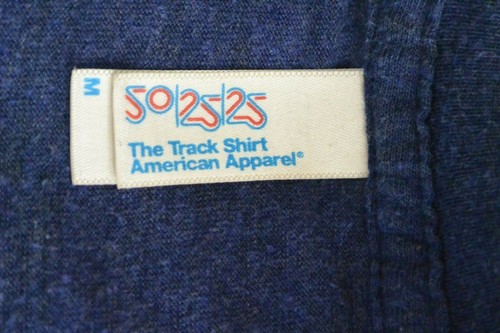 M
50/25/25
The Track Shirt
American Apparel®